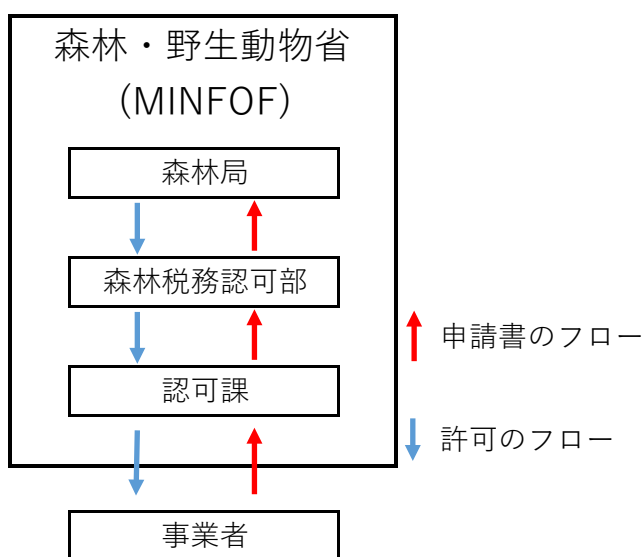 森林・野生動物省
(MINFOF)
森林局
森林税務認可部
認可課
事業者
申請書のフロー
許可のフロー